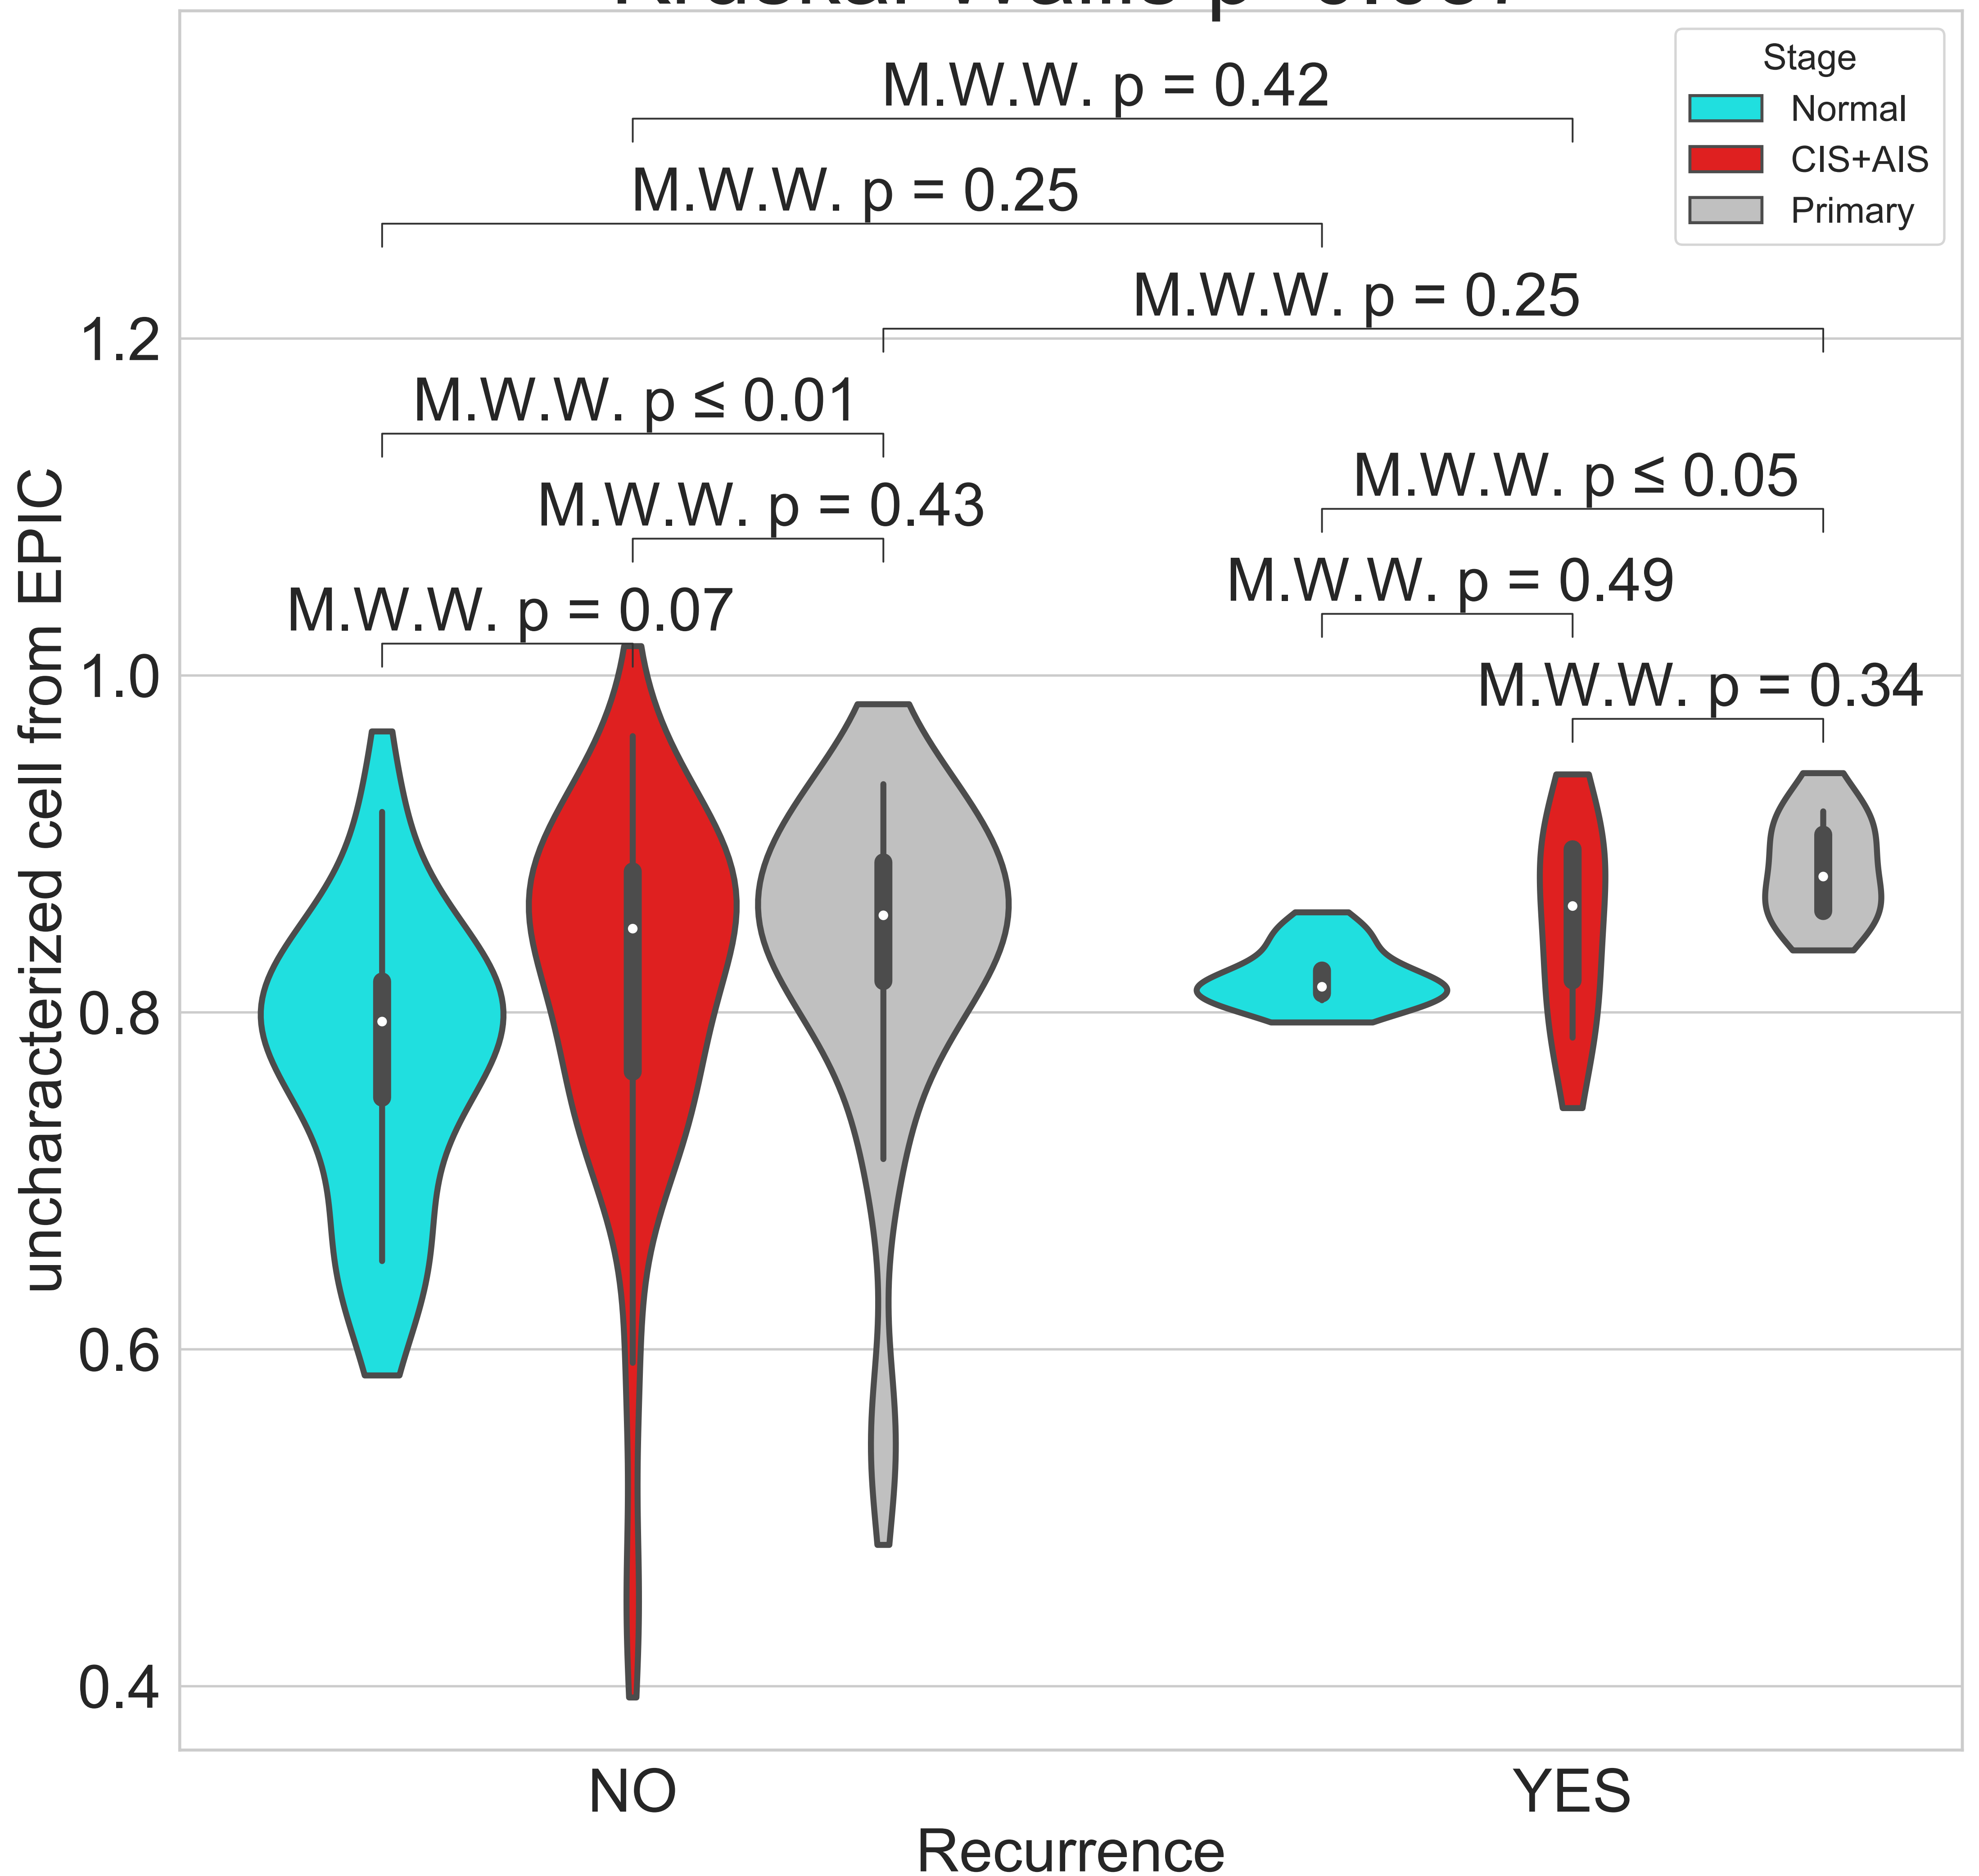 Stage
Normal
CIS+AIS
Primary
M.W.W. p = 0.42
M.W.W. p = 0.25
M.W.W. p = 0.25
M.W.W. p ≤ 0.01
M.W.W. p ≤ 0.05
M.W.W. p = 0.43
M.W.W. p = 0.49
M.W.W. p = 0.07
M.W.W. p = 0.34
uncharacterized cell from EPIC
1.2
1.0
0.8
0.6
0.4
NO
YES
Recurrence